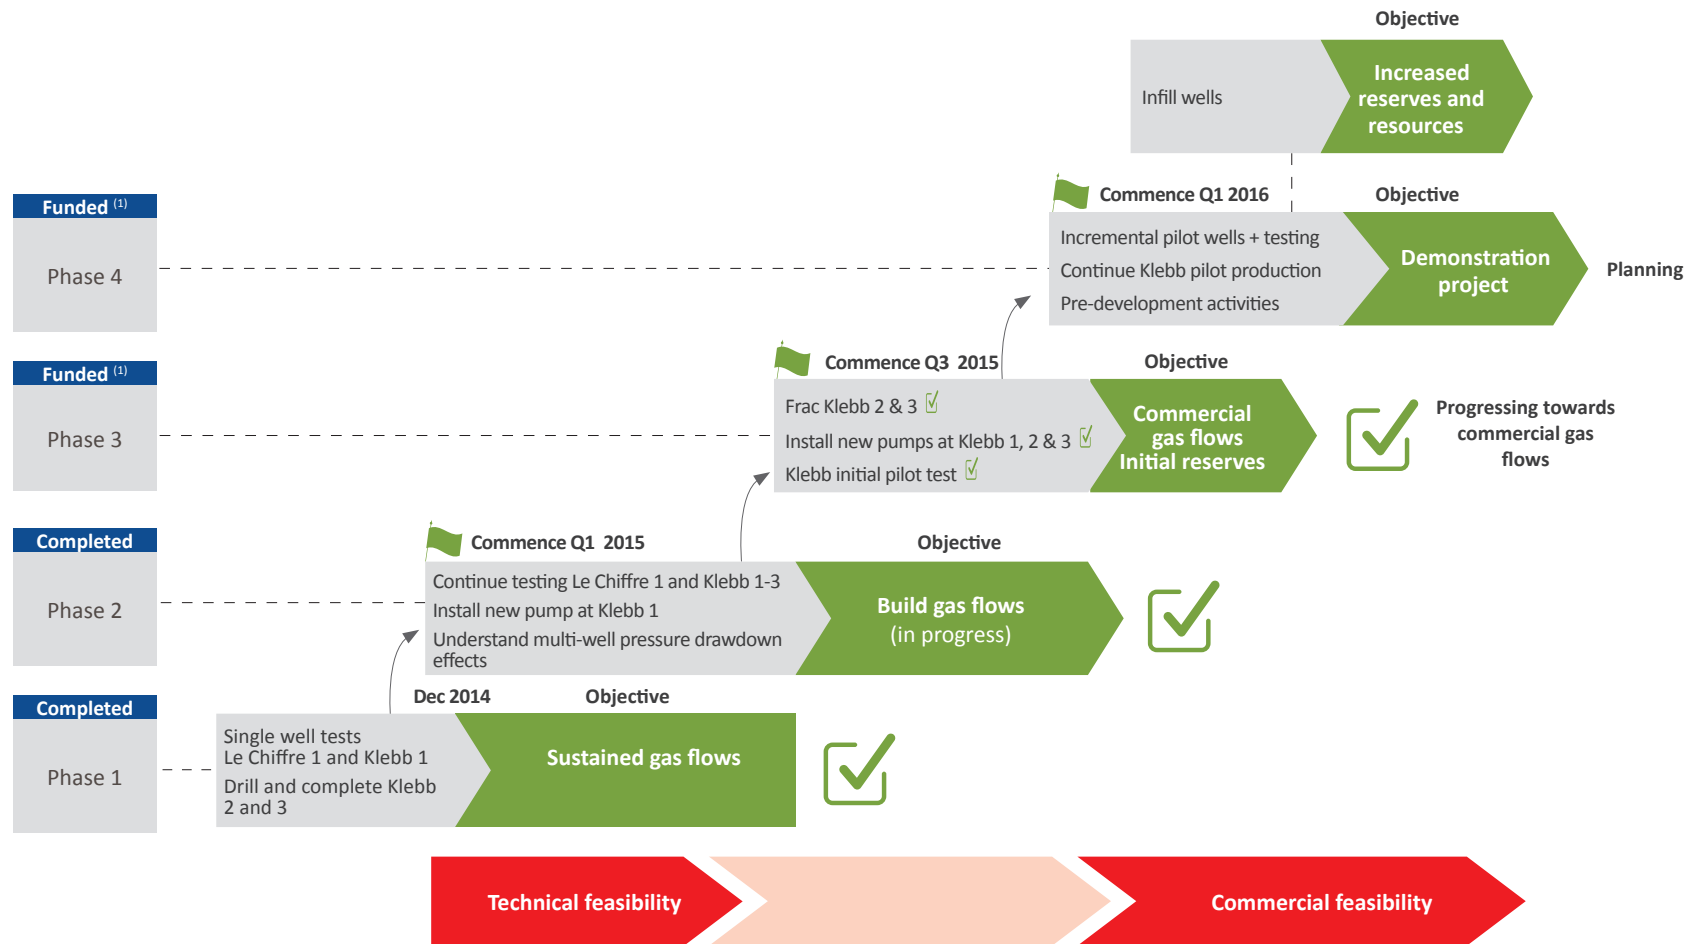 Objective
Infill wells
Increased
reserves and
resources
Funded (1)
Phase 4
Commence Q1 2016
Objective
Incremental pilot wells + testing
Continue Klebb pilot production
Pre-development activities
Demonstration
project
Planning
Funded (1)
Phase 3
Commence Q3 2015
Objective
Frac Klebb 2 & 3
Install new pumps at Klebb 1, 2 & 3
Klebb initial pilot test
Commercial
gas flows
Initial reserves
Progressing towards
commercial gas
flows
Completed
Phase 2
Commence Q1 2015
Objective
Continue testing Le Chiffre 1 and Klebb 1-3
Install new pump at Klebb 1
Understand multi-well pressure drawdown
effects
Build gas flows
(in progress)
Completed
Phase 1
Dec 2014
Objective
Single well tests
Le Chiffre 1 and Klebb 1
Drill and complete Klebb
2 and 3
Sustained gas flows
Technical feasibility
Commercial feasibility